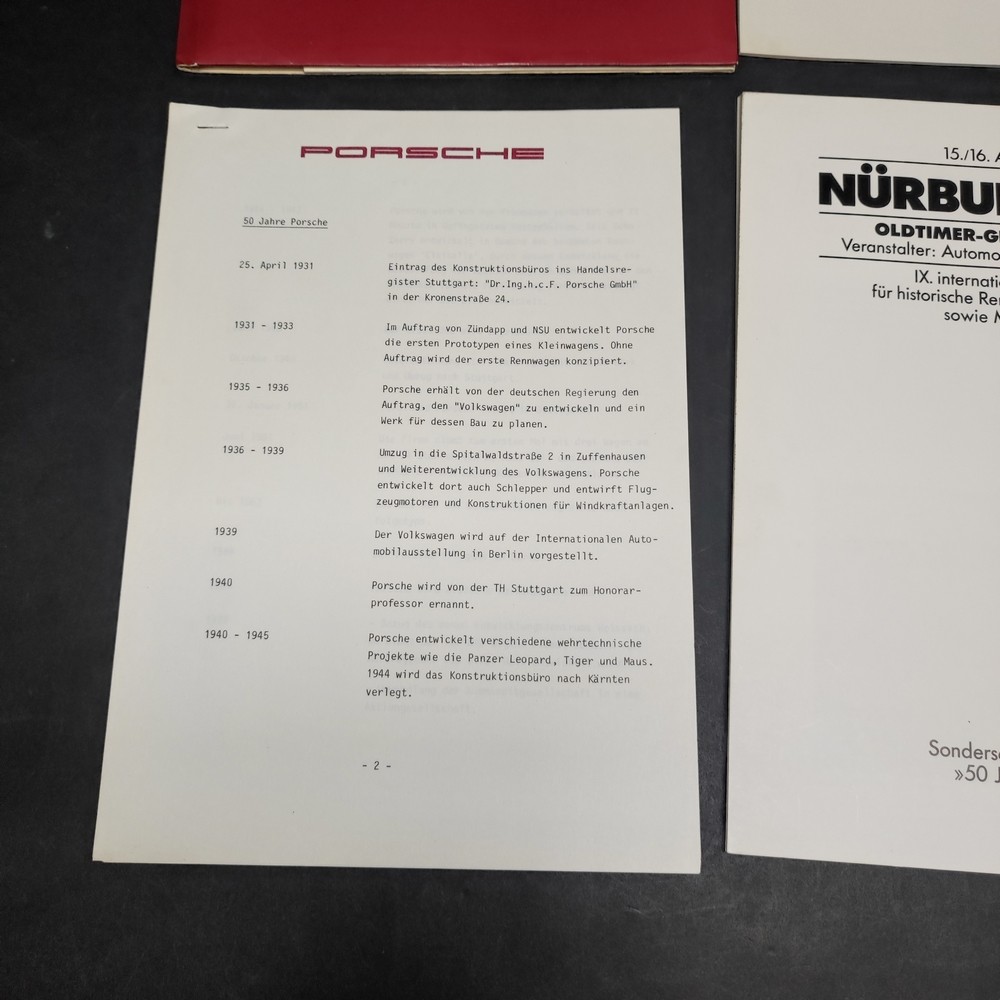 PORSCHE
50 Jahre Porsche
25. April 1931
Eintrag des Konstruktionsbüros ins Handelsre-
gister Stuttgart: "Dr.Ing.h.c.F. Porsche GmbH"
in der Kronenstraße 24.
1931 - 1933
Im Auftrag von Zündapp und NSU entwickelt Porsche
die ersten Prototypen eines Kleinwagens. Ohne
Auftrag wird der erste Rennwagen konzipiert.
1935 - 1936
Porsche erhält von der deutschen Regierung den
Auftrag, den "Volkswagen" zu entwickeln und ein
Werk für dessen Bau zu planen.
1936 - 1939
Umzug in die Spitalwaldstraße 2 in Zuffenhausen
und Weiterentwicklung des Volkswagens. Porsche
entwickelt dort auch Schlepper und entwirft Flug-
zeugmotoren und Konstruktionen für Windkraftanlagen.
1939
Der Volkswagen wird auf der Internationalen Auto-
mobilausstellung in Berlin vorgestellt.
1940
Porsche wird von der TH Stuttgart zum Honorar-
professor ernannt.
1940 - 1945
Porsche entwickelt verschiedene wehrtechnische
Projekte wie die Panzer Leopard, Tiger und Maus.
1944 wird das Konstruktionsbüro nach Kärnten
verlegt.
- 2 -
15./16. A
NÜRBU
OLDTIMER-G
Veranstalter: Automo
IX. internati
für historische Re
sowie M
Sonders
»50 J